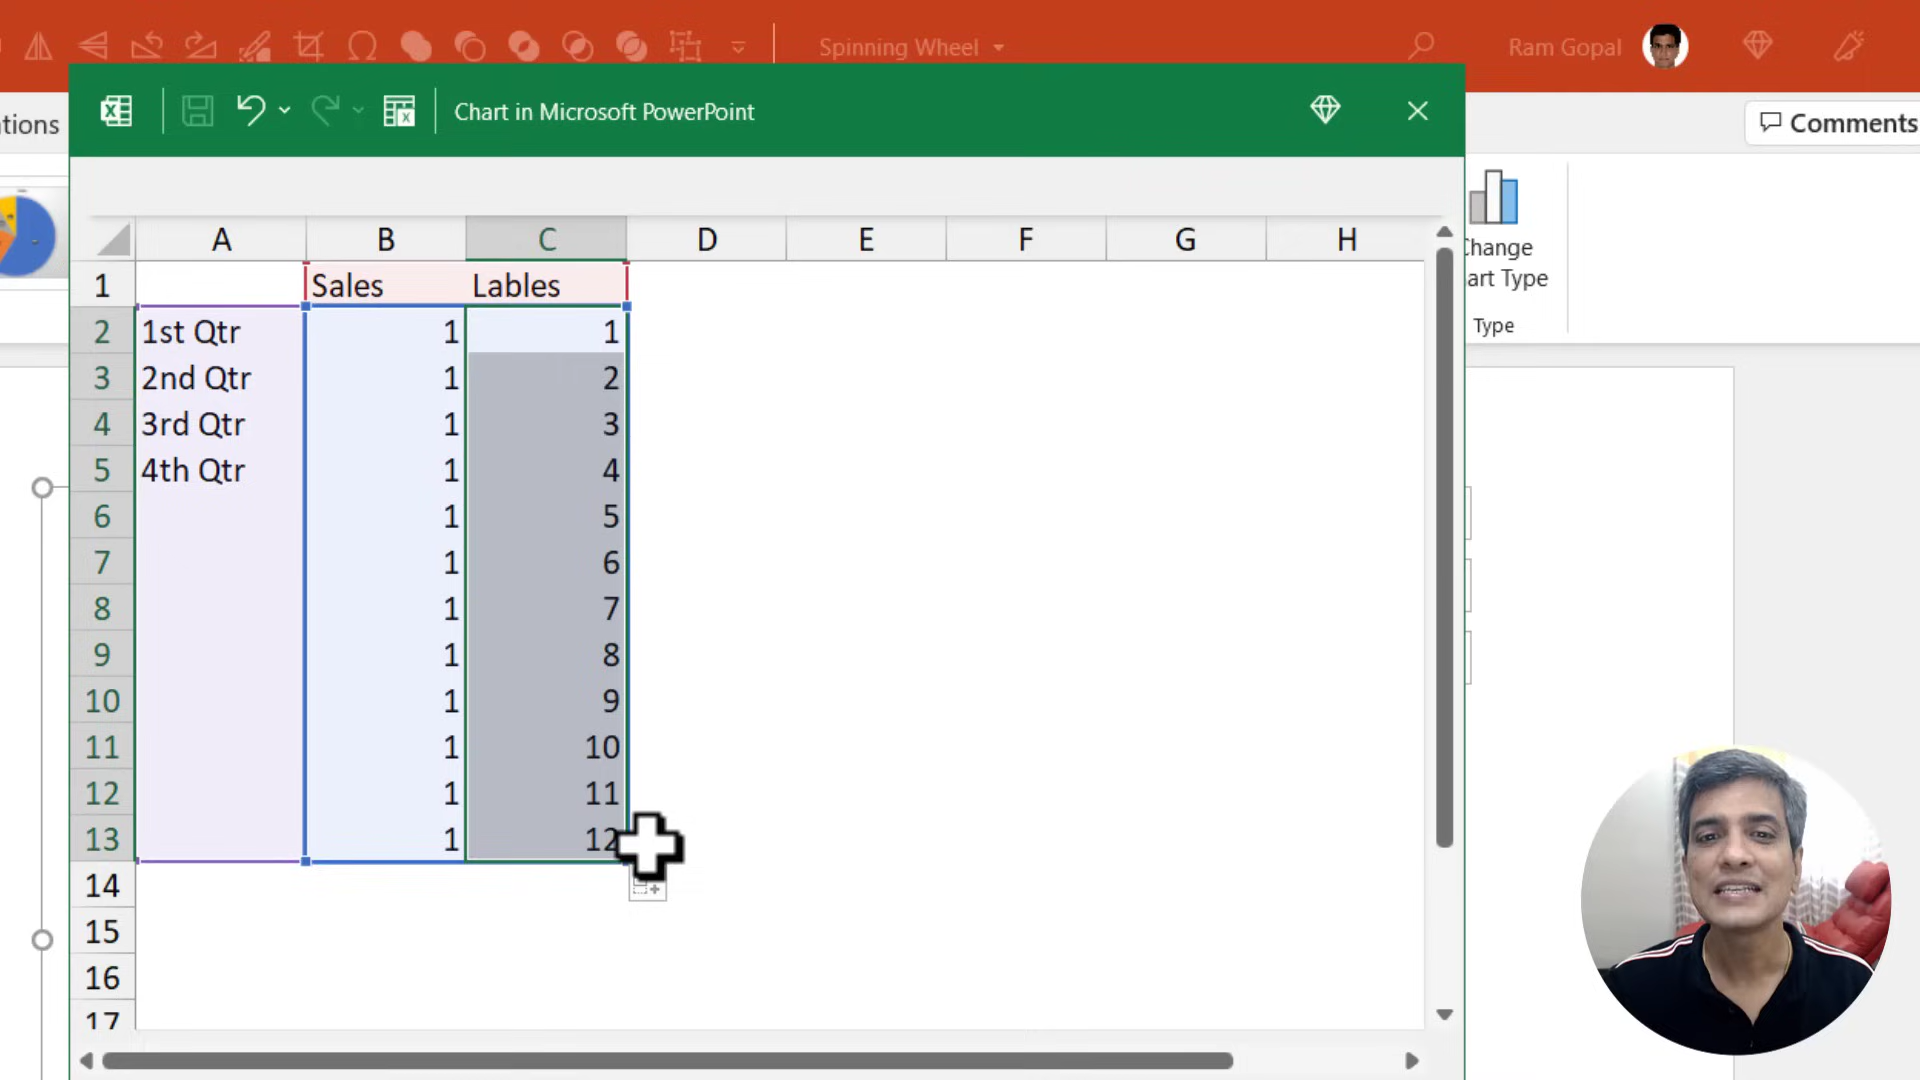 Spinning Wheel
Ram Gopal
Chart in Microsoft PowerPoint
tions
Comments
A B C D E F G H
1 Sales Lables
2 1st Qtr 1 1
3 2nd Qtr 1 2
4 3rd Qtr 1 3
5 4th Qtr 1 4
6 1 5
7 1 6
8 1 7
9 1 8
10 1 9
11 1 10
12 1 11
13 1 12
14
15
16
17
Change
art Type
Type